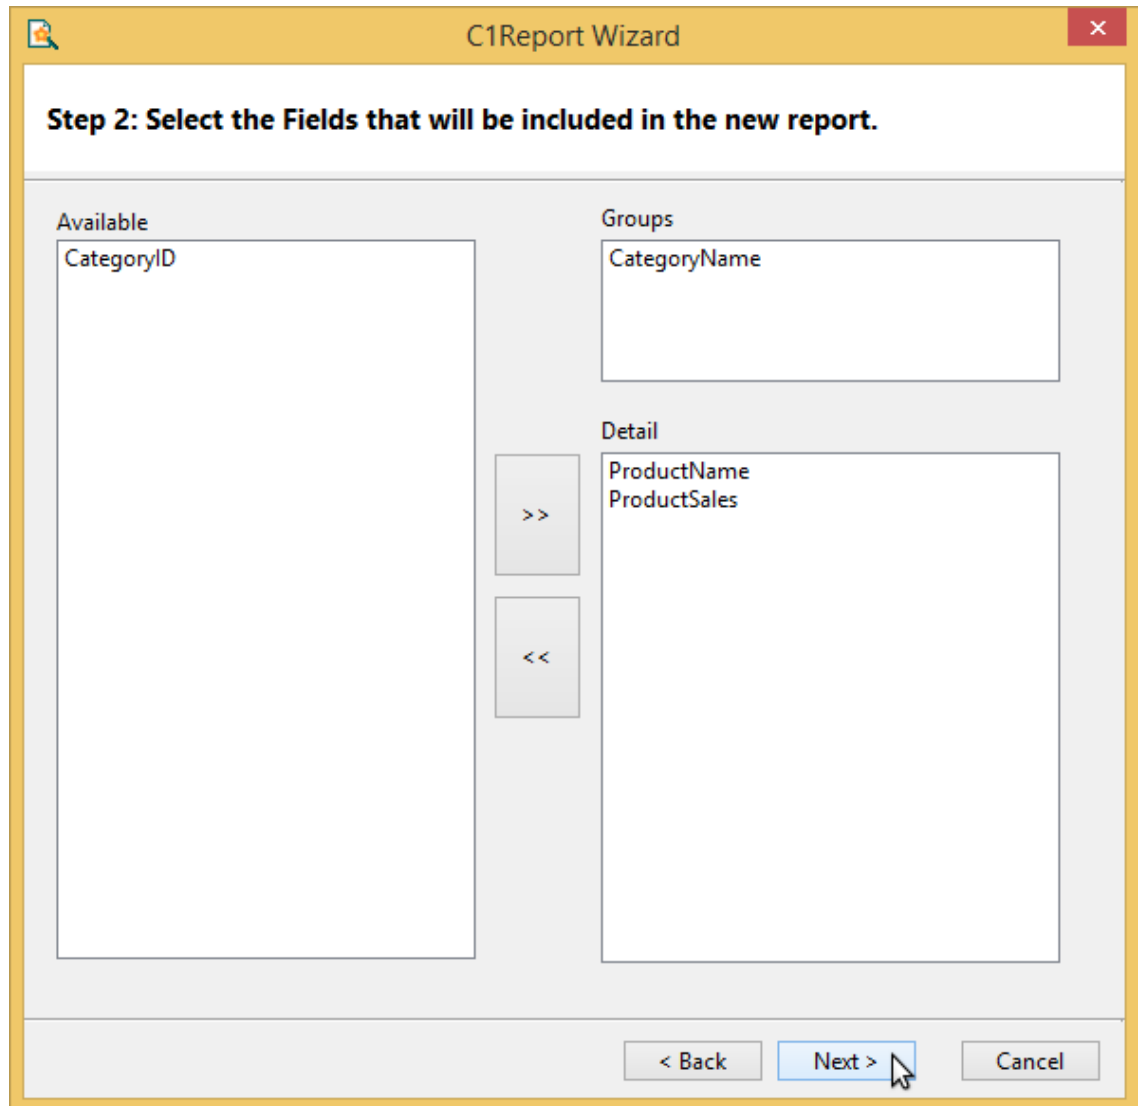 C1Report Wizard
Step 2: Select the Fields that will be included in the new report.
Available
CategoryID
Groups
CategoryName
Detail
ProductName
ProductSales
>>
<<
< Back
Next >
Cancel